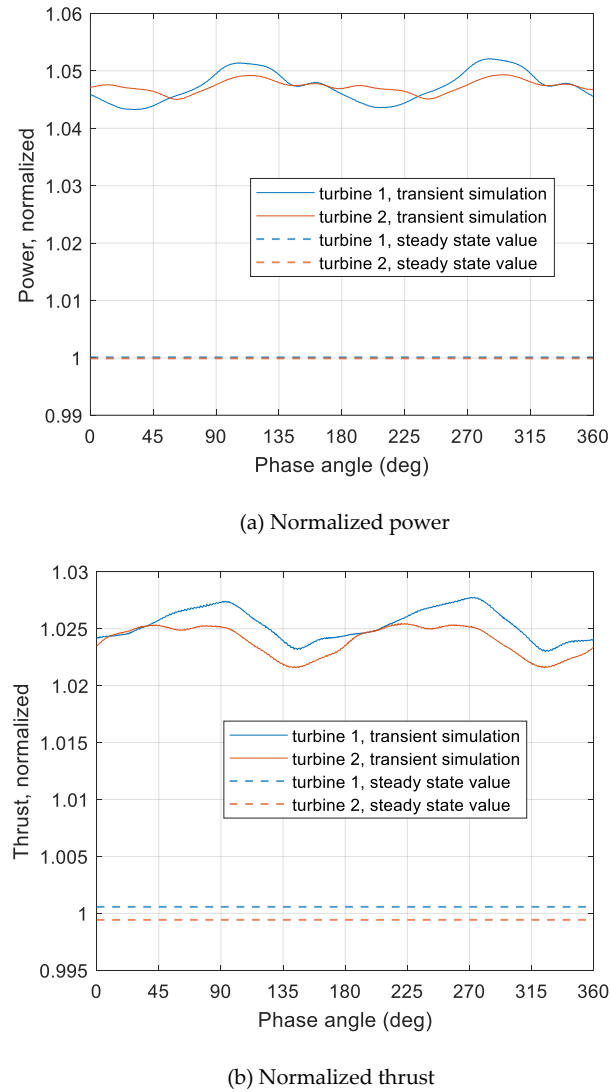 1.06
1.05
1.04
1.03
1.02
1.01
1
0.99
Power, normalized
turbine 1, transient simulation
turbine 2, transient simulation
turbine 1, steady state value
turbine 2, steady state value
0 45 90 135 180 225 270 315 360
Phase angle (deg)
(a) Normalized power
1.03
1.025
1.02
1.015
1.01
1.005
1
0.995
Thrust, normalized
turbine 1, transient simulation
turbine 2, transient simulation
turbine 1, steady state value
turbine 2, steady state value
0 45 90 135 180 225 270 315 360
Phase angle (deg)
(b) Normalized thrust